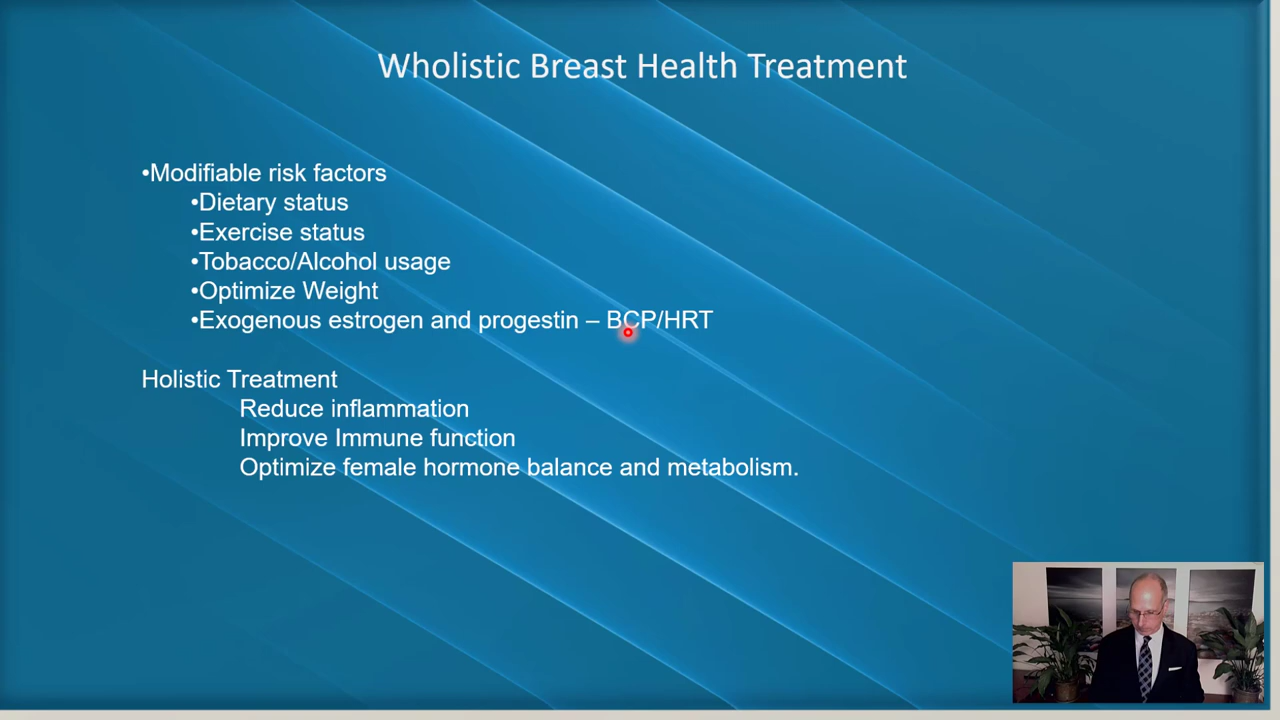 Wholistic Breast Health Treatment
•Modifiable risk factors
•Dietary status
•Exercise status
•Tobacco/Alcohol usage
•Optimize Weight
•Exogenous estrogen and progestin – BCP/HRT
Holistic Treatment
Reduce inflammation
Improve Immune function
Optimize female hormone balance and metabolism.